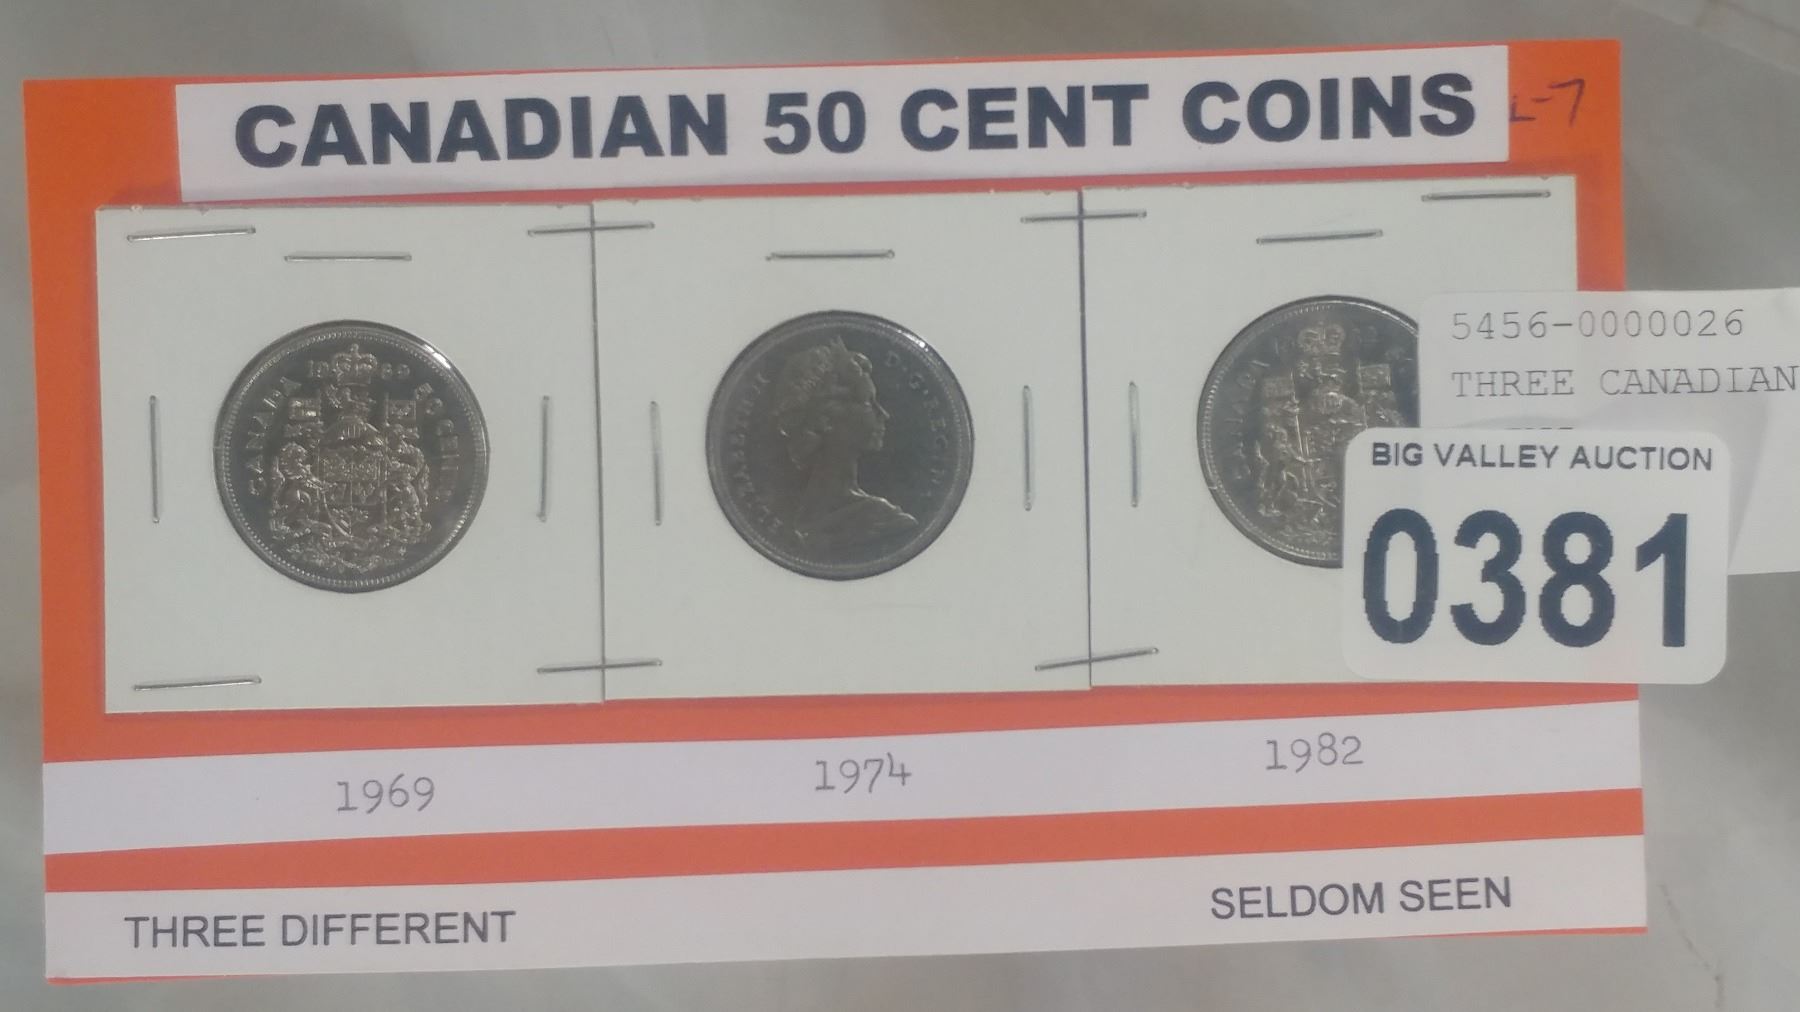 CANADIAN 50 CENT COINS
-7
5456-0000026
THREE CANADIAN
BIG VALLEY AUCTION
0381
CANADA 1969 50 CENTS
ELIZABETH II D·G·REGINA
CANADA
1969
1974
1982
THREE DIFFERENT
SELDOM SEEN